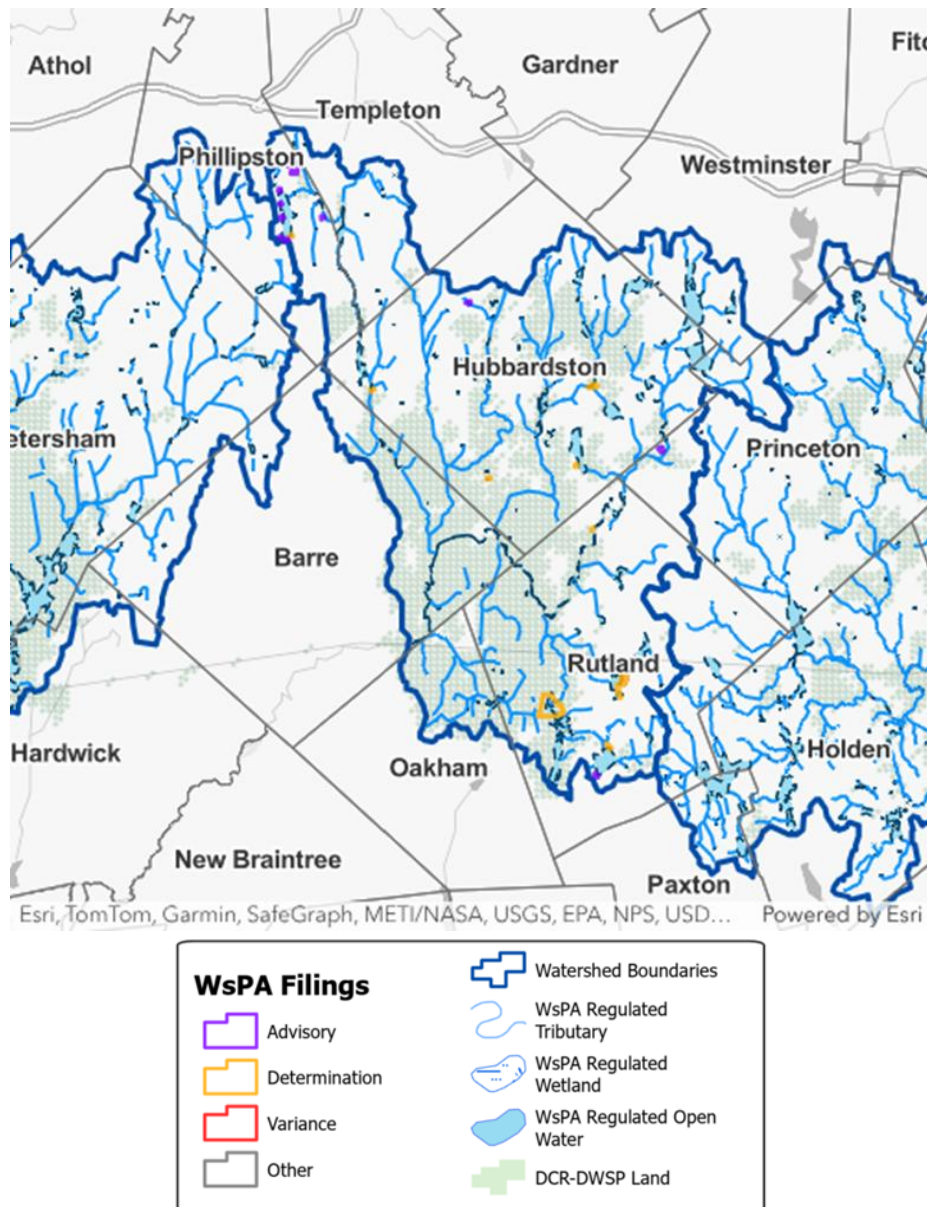 Athol
Gardner
Fitc
Templeton
Phillipston
Westminster
Hubbardston
etersham
Princeton
Barre
Rutland
Hardwick
Oakham
Holden
New Braintree
Paxton
Esri, TomTom, Garmin, SafeGraph, METI/NASA, USGS, EPA, NPS, USD... Powered by Esri
WsPA Filings
Advisory
Determination
Variance
Other
Watershed Boundaries
WsPA Regulated
Tributary
WsPA Regulated
Wetland
WsPA Regulated Open
Water
DCR-DWSP Land